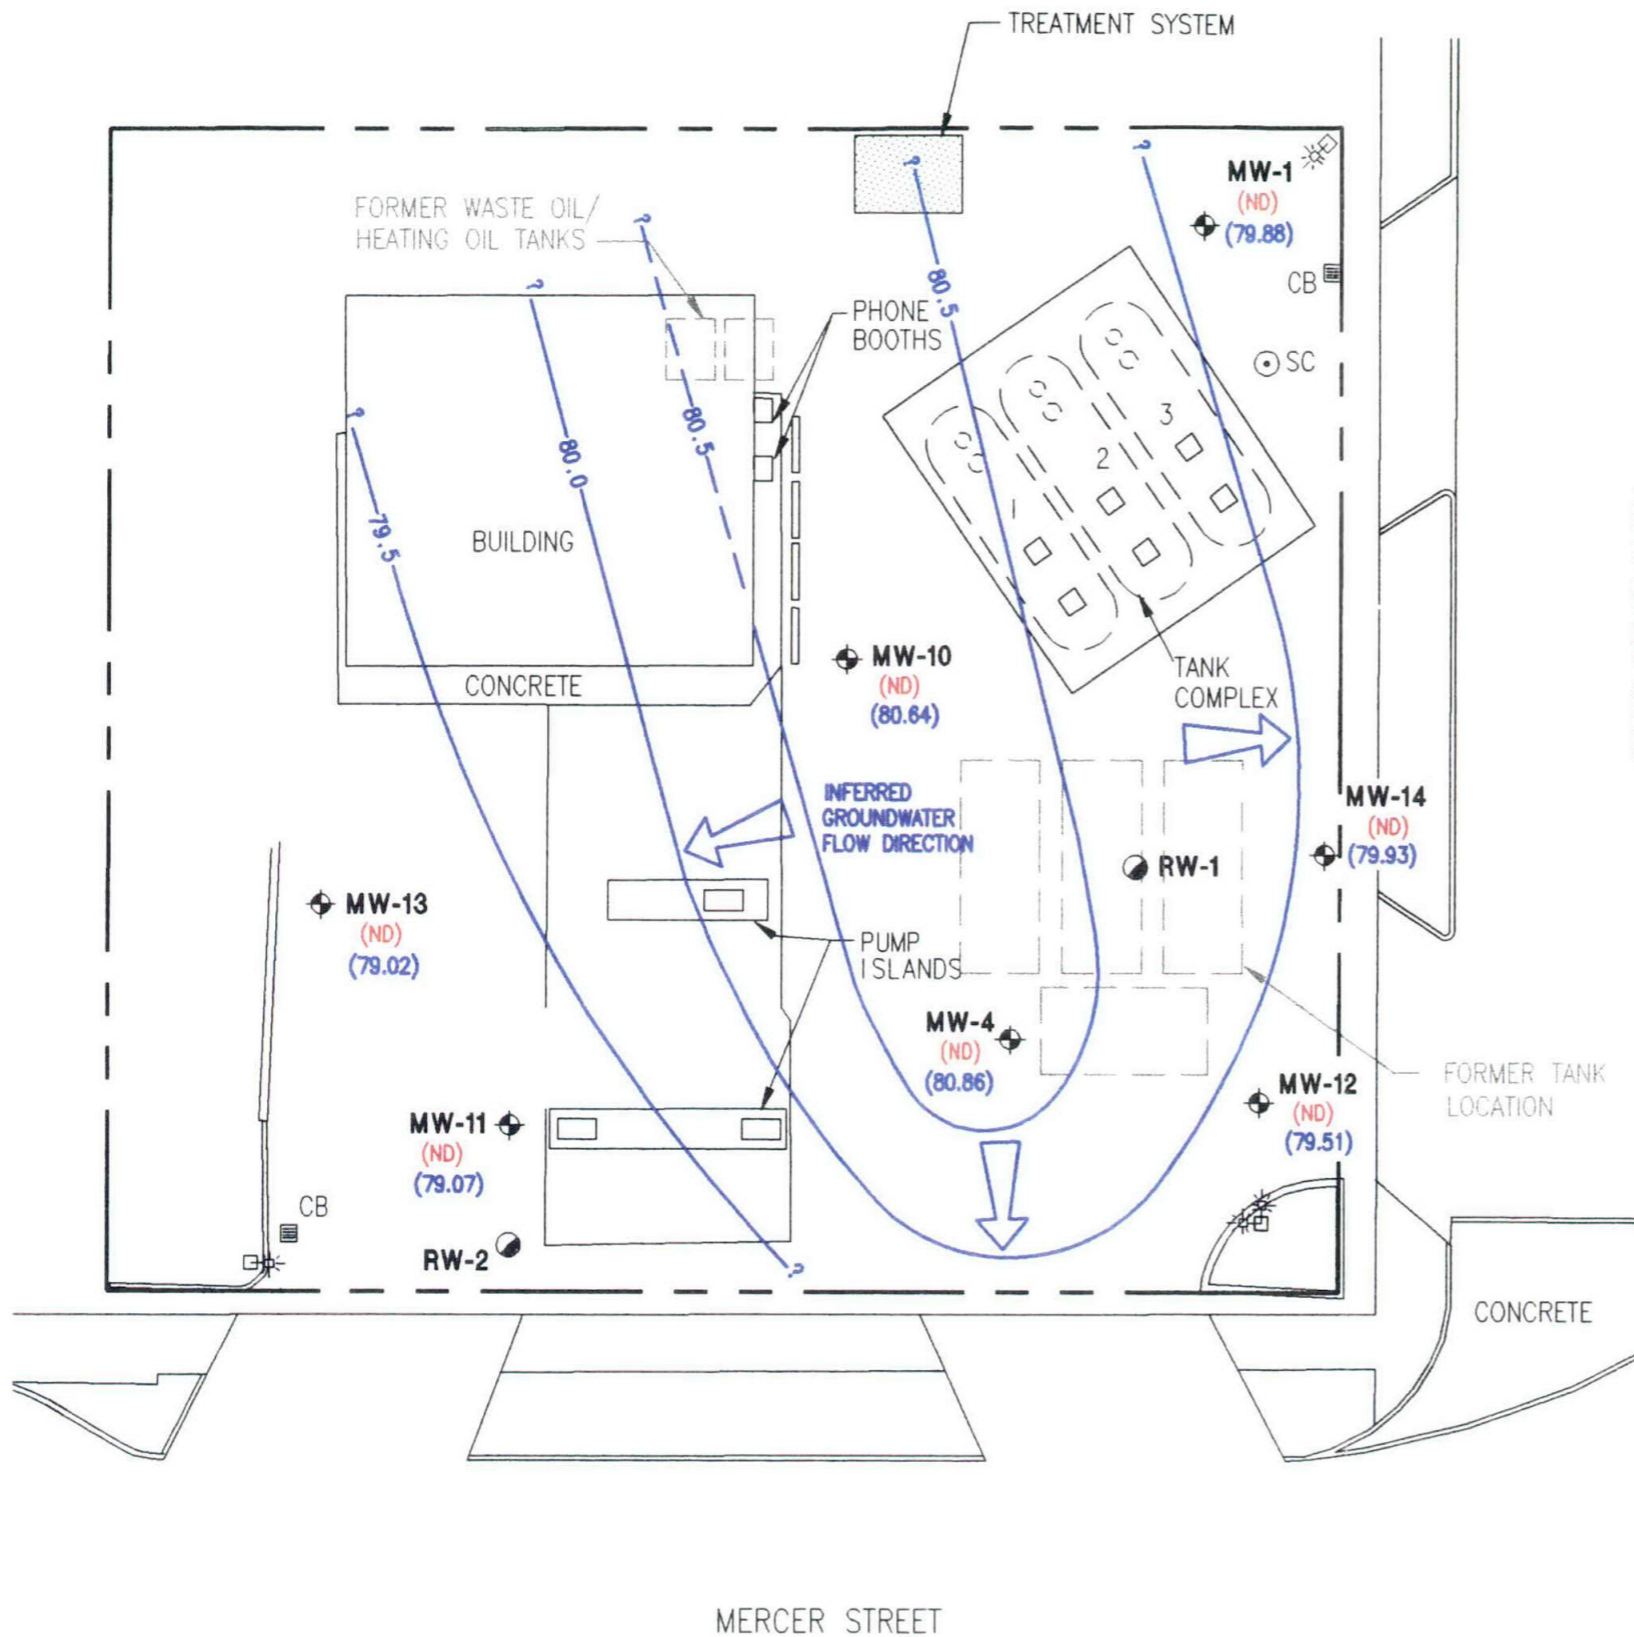 TREATMENT SYSTEM
MW-1
(ND)
(79.88)
FORMER WASTE OIL/
HEATING OIL TANKS
?
?
?
?
?
80.5
CB
PHONE
BOOTHS
SC
80.5
80.0
79.5
3
2
1
BUILDING
CONCRETE
MW-10
(ND)
(80.64)
TANK
COMPLEX
INFERRED
GROUNDWATER
FLOW DIRECTION
MW-14
(ND)
(79.93)
RW-1
MW-13
(ND)
(79.02)
PUMP
ISLANDS
MW-4
(ND)
(80.86)
FORMER TANK
LOCATION
MW-12
(ND)
(79.51)
MW-11
(ND)
(79.07)
CB
RW-2
?
CONCRETE
MERCER STREET